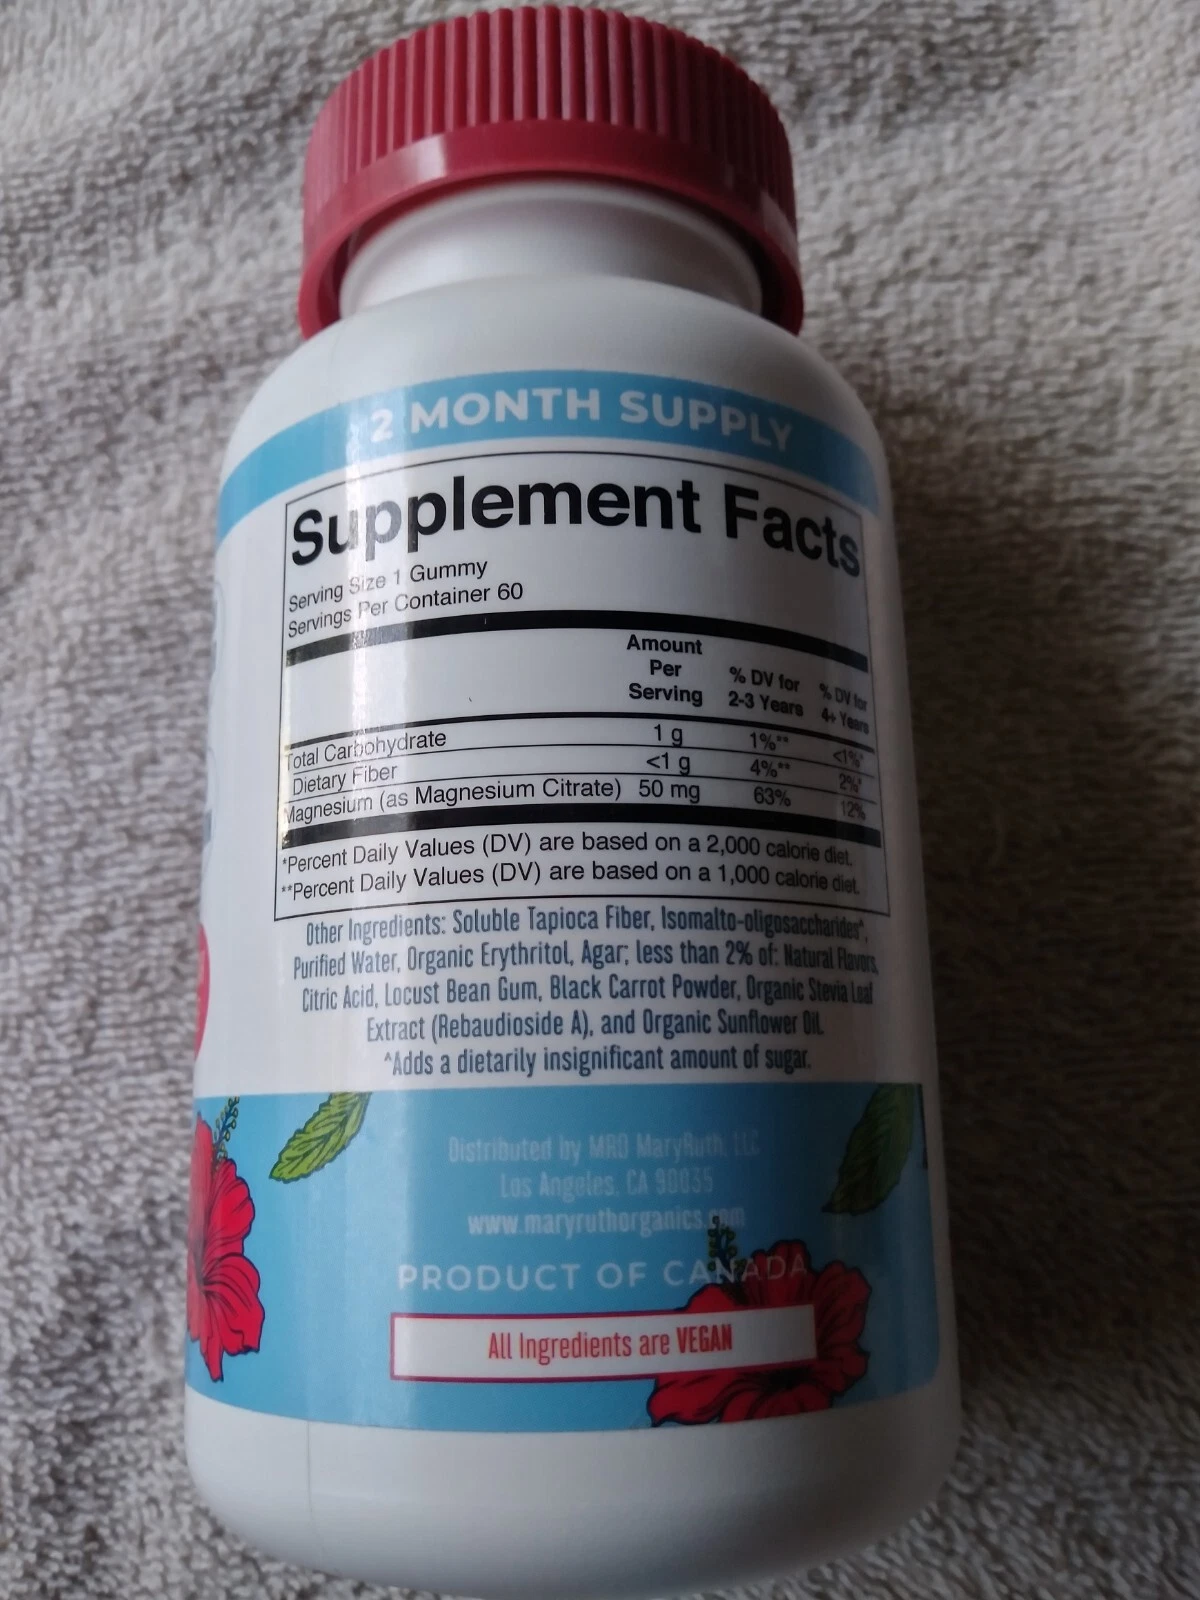 2 MONTH SUPPLY
Supplement Facts
Serving Size 1 Gummy
Servings Per Container 60
Amount Per Serving % DV for 2-3 Years % DV for 4+ Years
Total Carbohydrate 1 g 1%** <1%*
Dietary Fiber <1 g 4%** 2%*
Magnesium (as Magnesium Citrate) 50 mg 63% 12%
*Percent Daily Values (DV) are based on a 2,000 calorie diet.
**Percent Daily Values (DV) are based on a 1,000 calorie diet.
Other Ingredients: Soluble Tapioca Fiber, Isomalto-oligosaccharides^,
Purified Water, Organic Erythritol, Agar; less than 2% of: Natural Flavors,
Citric Acid, Locust Bean Gum, Black Carrot Powder, Organic Stevia Leaf
Extract (Rebaudioside A), and Organic Sunflower Oil.
^Adds a dietarily insignificant amount of sugar.
Distributed by MRO MaryRuth, LLC
Los Angeles, CA 90035
www.maryruthorganics.com
PRODUCT OF CANADA
All Ingredients are VEGAN